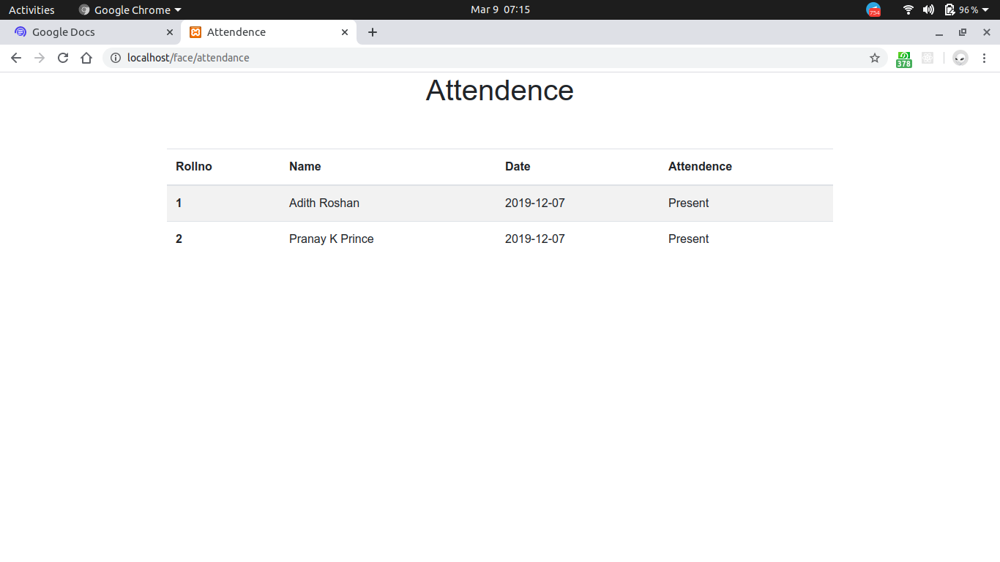 Activities Google Chrome Mar 9 07:15 754 96 %
Google Docs Attendence
localhost/face/attendance 378
Attendence
Rollno Name Date Attendence
1 Adith Roshan 2019-12-07 Present
2 Pranay K Prince 2019-12-07 Present